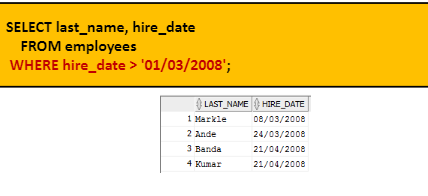 SELECT last_name, hire_date
FROM employees
WHERE hire_date > '01/03/2008';
LAST_NAME HIRE_DATE
1 Markle 08/03/2008
2 Ande 24/03/2008
3 Banda 21/04/2008
4 Kumar 21/04/2008